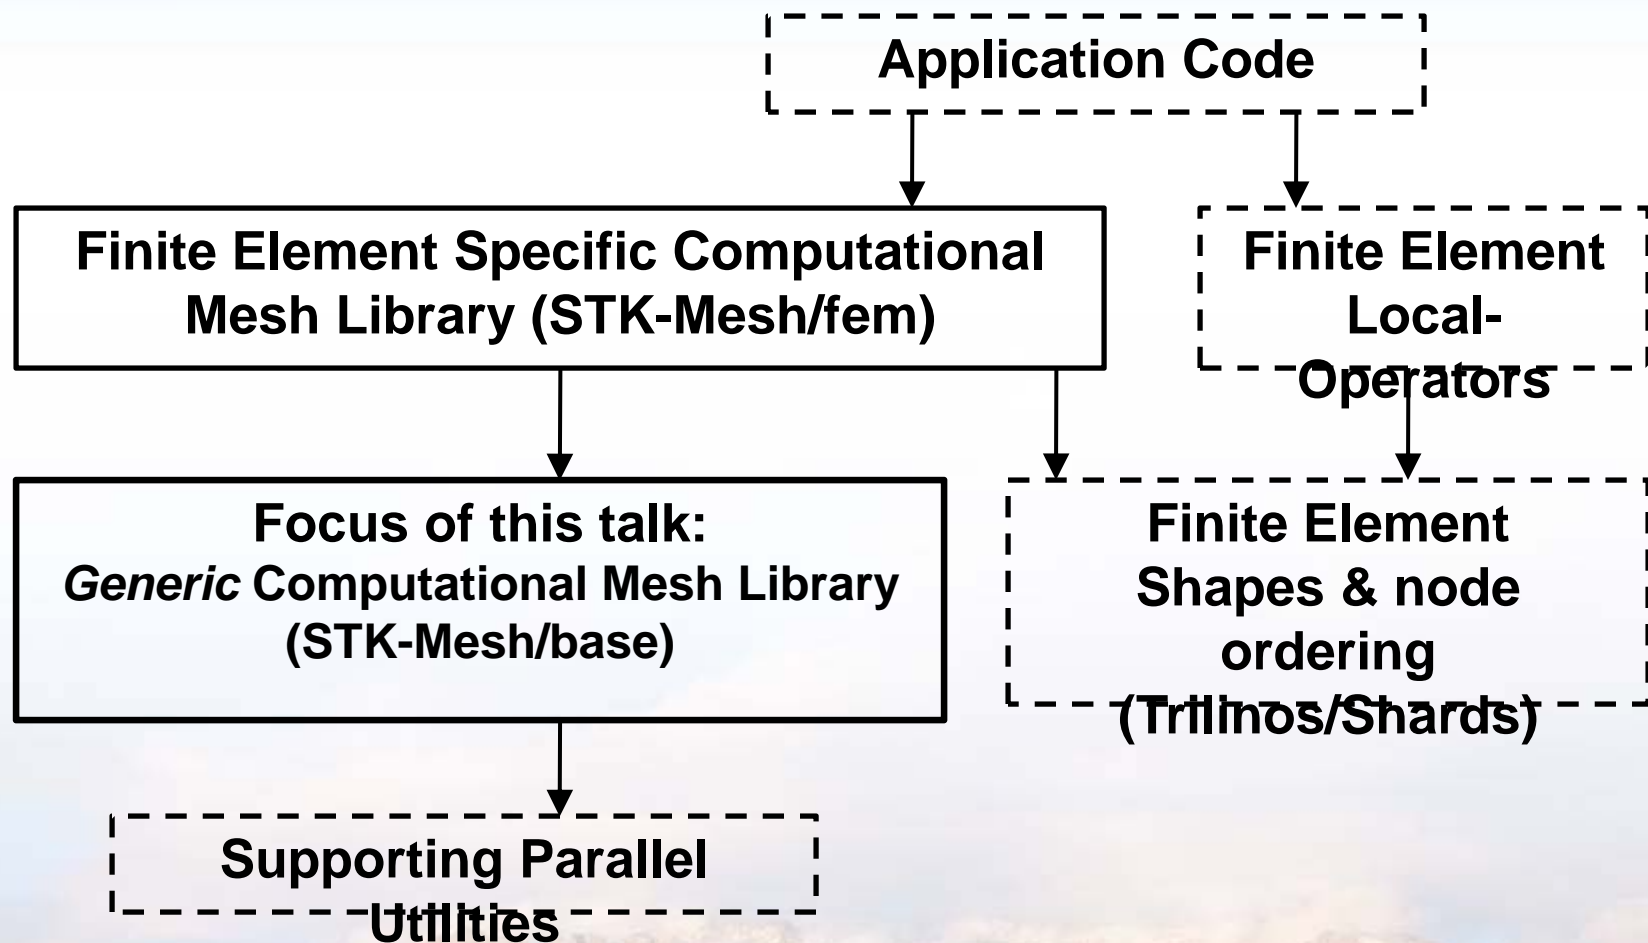 Application Code
Finite Element Specific Computational
Mesh Library (STK-Mesh/fem)
Finite Element
Local-
Operators
Focus of this talk:
Generic Computational Mesh Library
(STK-Mesh/base)
Finite Element
Shapes & node
ordering
(Trilinos/Shards)
Supporting Parallel
Utilities